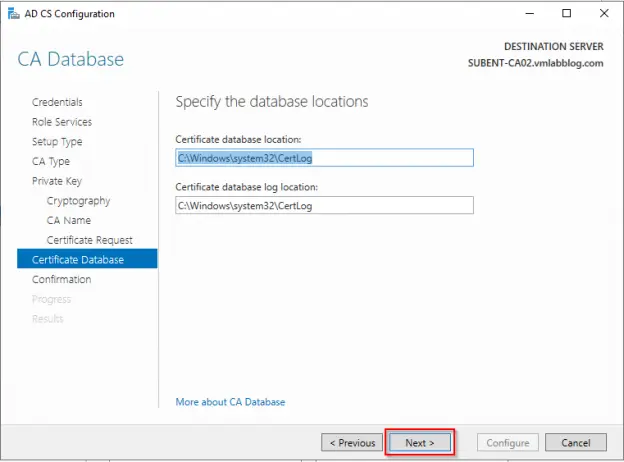 AD CS Configuration
CA Database
DESTINATION SERVER
SUBENT-CA02.vmlabblog.com
Credentials
Role Services
Setup Type
CA Type
Private Key
Cryptography
CA Name
Certificate Request
Certificate Database
Confirmation
Progress
Results
Specify the database locations
Certificate database location:
C:\Windows\system32\CertLog
Certificate database log location:
C:\Windows\system32\CertLog
More about CA Database
< Previous
Next >
Configure
Cancel